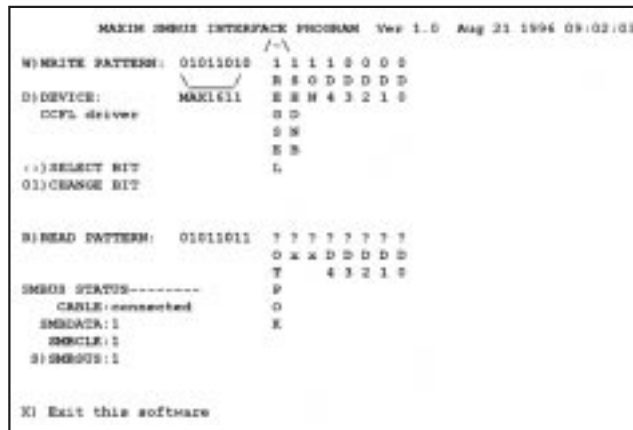 MAXIM SMBUS INTERFACE PROGRAM Ver 1.0 Aug 21 1996 09:02:03
/-\
W)WRITE PATTERN: 01011010 1 1 1 1 0 0 0 0
\_____/ R S O D D D D D
D)DEVICE: MAX1611 E E N 4 3 2 1 0
CCFL driver G D
S N
E B
SELECT BIT L
01)CHANGE BIT
R)READ PATTERN: 01011011 ? ? ? ? ? ? ? ?
O x x D D D D D
T 4 3 2 1 0
SMBUS STATUS-------- P
CABLE:connected O
SMBDATA:1 K
SMBCLK:1
S)SMBSUS:1
X) Exit this software